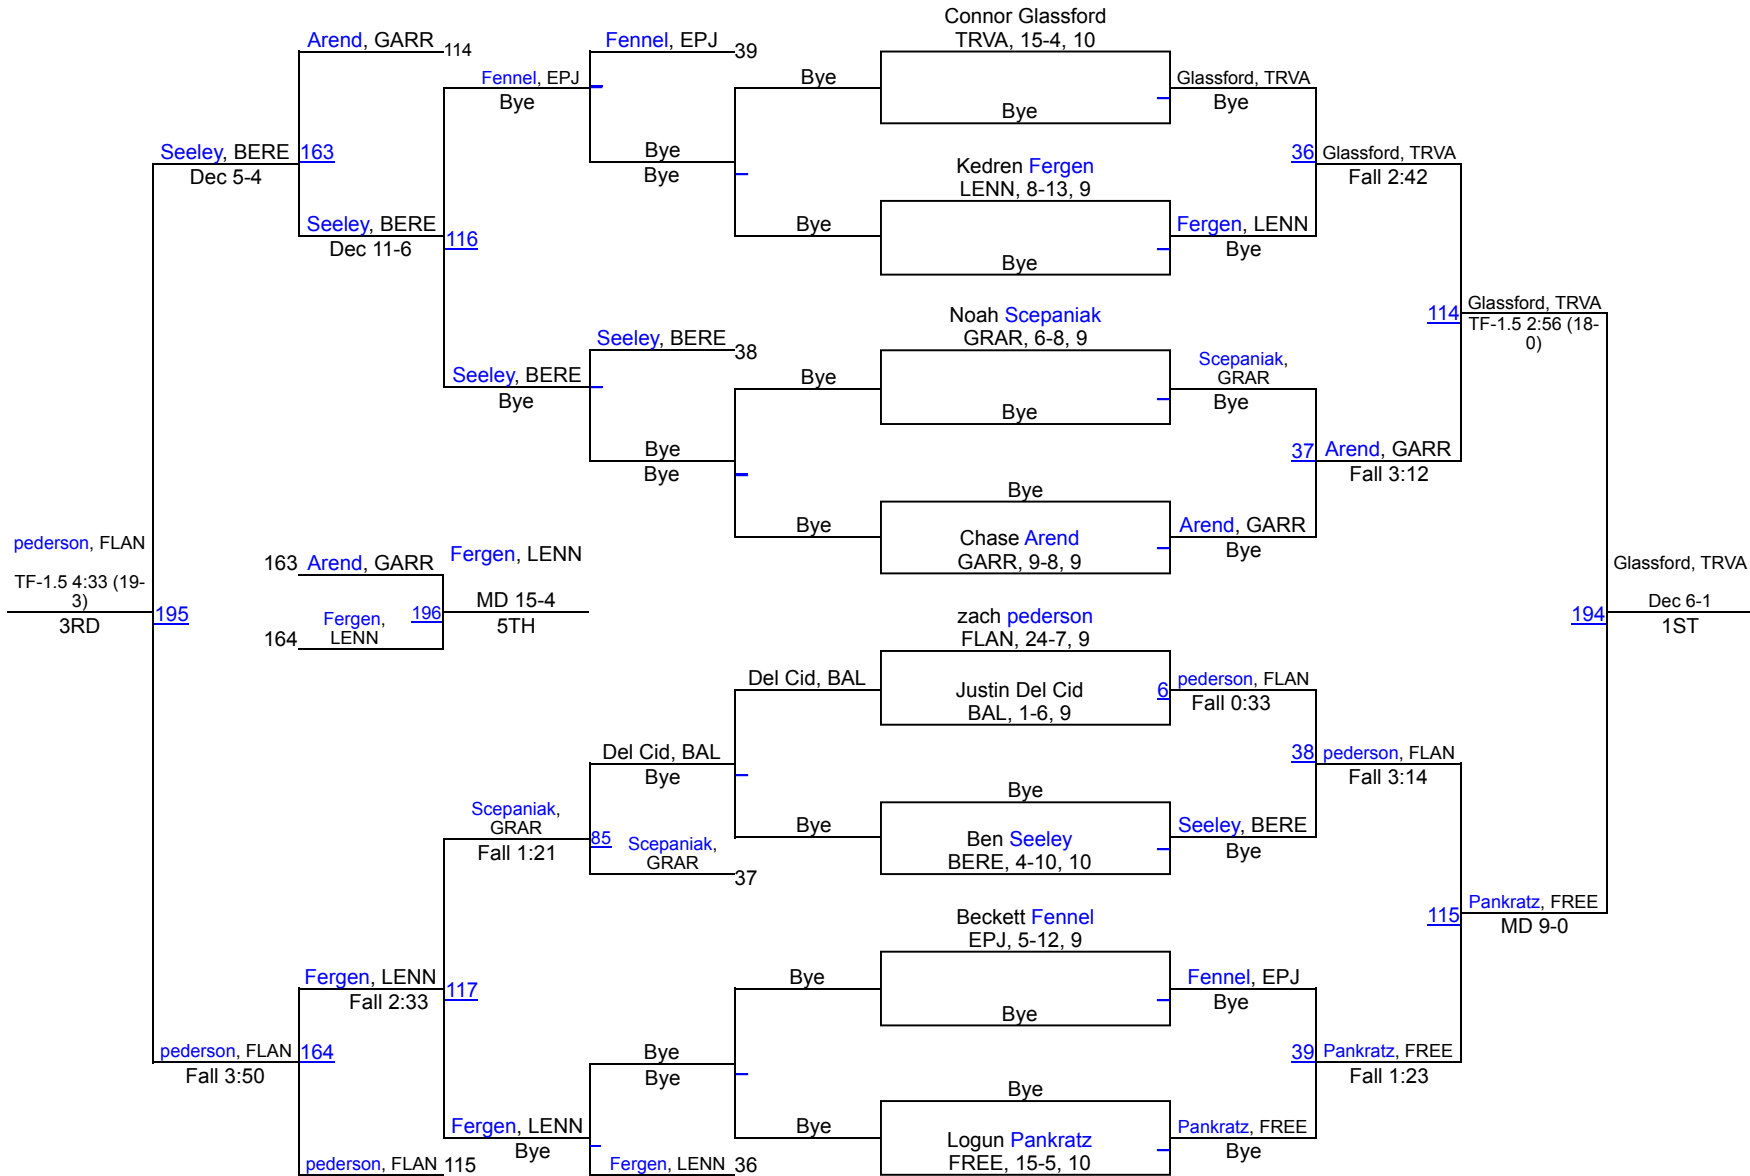 Connor Glassford
TRVA, 15-4, 10
Arend, GARR 114
Fennel, EPJ 39
Fennel, EPJ
Bye
Bye
Bye
Glassford, TRVA
Bye
Seeley, BERE 163
Dec 5-4
Bye
Bye
Kedren Fergen
LENN, 8-13, 9
36 Glassford, TRVA
Fall 2:42
Seeley, BERE
Dec 11-6
116
Bye
Bye
Fergen, LENN
Bye
Noah Scepaniak
GRAR, 6-8, 9
114 Glassford, TRVA
TF-1.5 2:56 (18-
0)
Seeley, BERE 38
Seeley, BERE
Bye
Bye
Bye
Scepaniak,
GRAR
Bye
Bye
Bye
37 Arend, GARR
Fall 3:12
Bye
Bye
Chase Arend
GARR, 9-8, 9
Arend, GARR
Bye
pederson, FLAN
TF-1.5 4:33 (19-
3)
3RD
195
163 Arend, GARR
164 Fergen,
LENN
196
Fergen, LENN
MD 15-4
5TH
Glassford, TRVA
194
Dec 6-1
1ST
zach pederson
FLAN, 24-7, 9
Del Cid, BAL
Justin Del Cid
BAL, 1-6, 9
6 pederson, FLAN
Fall 0:33
Del Cid, BAL
Bye
38 pederson, FLAN
Fall 3:14
Scepaniak,
GRAR
Fall 1:21
85 Scepaniak,
GRAR
37
Bye
Bye
Ben Seeley
BERE, 4-10, 10
Seeley, BERE
Bye
Beckett Fennel
EPJ, 5-12, 9
115 Pankratz, FREE
MD 9-0
Fergen, LENN
Fall 2:33
117
Bye
Bye
Fennel, EPJ
Bye
pederson, FLAN 164
Fall 3:50
Bye
Bye
39 Pankratz, FREE
Fall 1:23
Bye
Fergen, LENN
Bye
Bye
Logun Pankratz
FREE, 15-5, 10
Pankratz, FREE
Bye
pederson, FLAN 115
Fergen, LENN 36